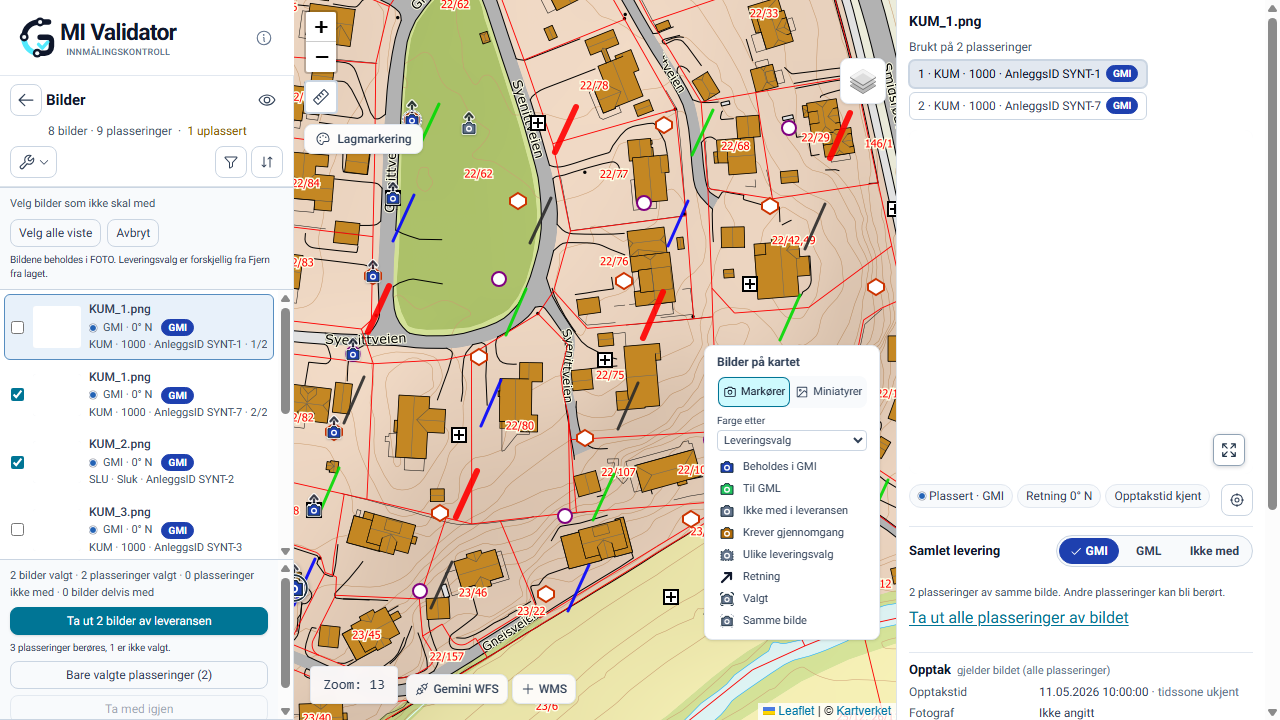 MI Validator
INNMÅLINGSKONTROLL
Bilder
8 bilder · 9 plasseringer · 1 uplassert
Velg bilder som ikke skal med
Velg alle viste
Avbryt
Bildene beholdes i FOTO. Leveringsvalg er forskjellig fra Fjern
fra laget.
KUM_1.png
GMI · 0° N GMI
KUM · 1000 · AnleggsID SYNT-1 · 1/2
KUM_1.png
GMI · 0° N GMI
KUM · 1000 · AnleggsID SYNT-7 · 2/2
KUM_2.png
GMI · 0° N GMI
SLU · Sluk · AnleggsID SYNT-2
KUM_3.png
GMI · 0° N GMI
KUM · 1000 · AnleggsID SYNT-3
2 bilder valgt · 2 plasseringer valgt · 0 plasseringer
ikke med · 0 bilder delvis med
Ta ut 2 bilder av leveransen
3 plasseringer berøres, 1 er ikke valgt.
Bare valgte plasseringer (2)
Ta med igjen
+
−
Lagmarkering
22/62
22/33
22/78
Syenittveien
22/29
146/1
22/68
22/84
22/62
22/77
22/42,49
22/83
22/76
Syenittveien
Syenittveien
22/75
22/82
22/80
22/107
22/46
23/22
23/45
Gneisveien
22/157
23/40
23/6
Bilder på kartet
Markører
Miniatyrer
Farge etter
Leveringsvalg
Beholdes i GMI
Til GML
Ikke med i leveransen
Krever gjennomgang
Ulike leveringsvalg
Retning
Valgt
Samme bilde
Zoom: 13
Gemini WFS
WMS
Leaflet | © Kartverket
KUM_1.png
Brukt på 2 plasseringer
1 · KUM · 1000 · AnleggsID SYNT-1 GMI
2 · KUM · 1000 · AnleggsID SYNT-7 GMI
Plassert · GMI
Retning 0° N
Opptakstid kjent
Samlet levering
GMI
GML
Ikke med
2 plasseringer av samme bilde. Andre plasseringer kan bli berørt.
Ta ut alle plasseringer av bildet
Opptak gjelder bildet (alle plasseringer)
Opptakstid 11.05.2026 10:00:00 · tidssone ukjent
Fotograf Ikke angitt